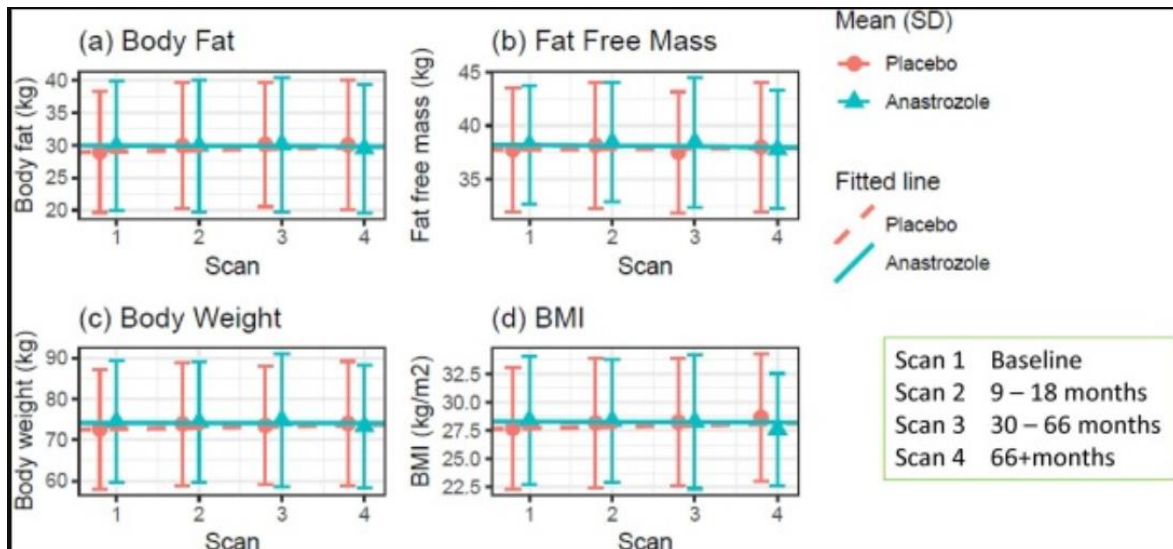 (a) Body Fat
Body fat (kg)
40
35
30
25
20
1 2 3 4
Scan
(b) Fat Free Mass
Fat free mass (kg)
45
40
35
1 2 3 4
Scan
Mean (SD)
Placebo
Anastrozole
Fitted line
Placebo
Anastrozole
(c) Body Weight
Body weight (kg)
90
80
70
60
1 2 3 4
Scan
(d) BMI
BMI (kg/m2)
32.5
30.0
27.5
25.0
22.5
1 2 3 4
Scan
Scan 1 Baseline
Scan 2 9 – 18 months
Scan 3 30 – 66 months
Scan 4 66+months